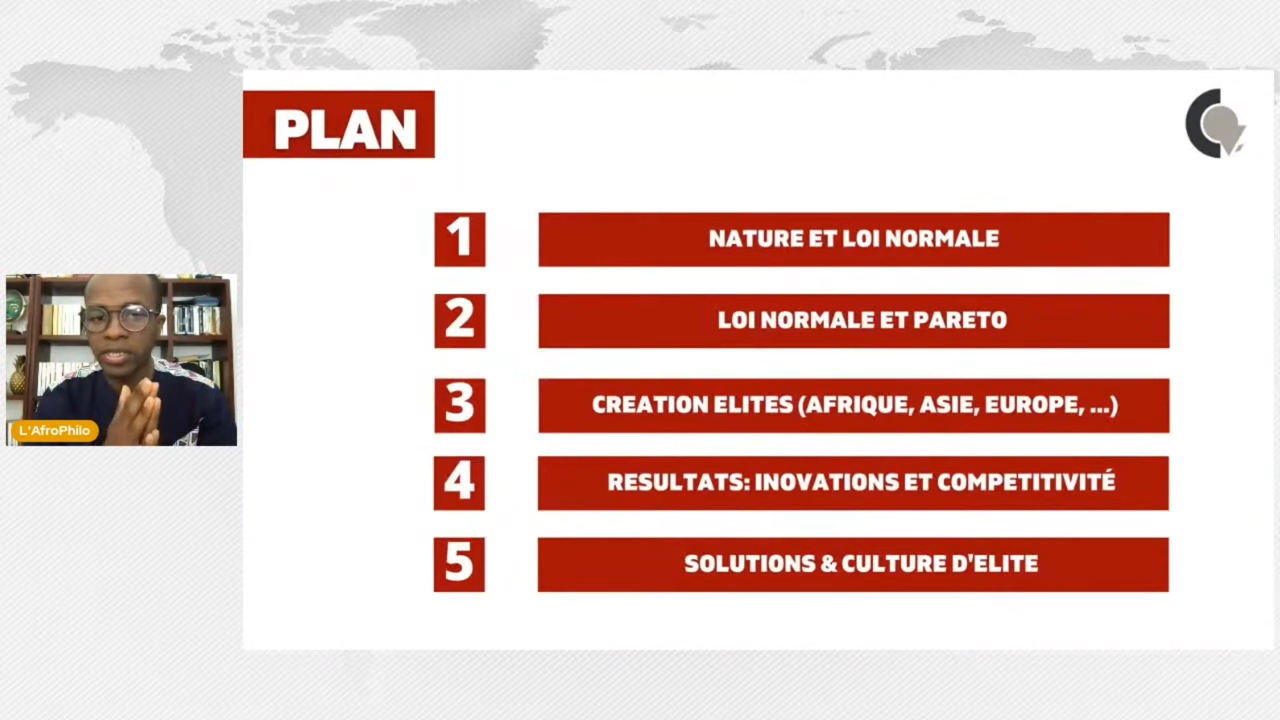 PLAN
1
NATURE ET LOI NORMALE
2
LOI NORMALE ET PARETO
3
CREATION ELITES (AFRIQUE, ASIE, EUROPE, ...)
4
RESULTATS: INOVATIONS ET COMPETITIVITÉ
5
SOLUTIONS & CULTURE D'ELITE
L'AfroPhilo